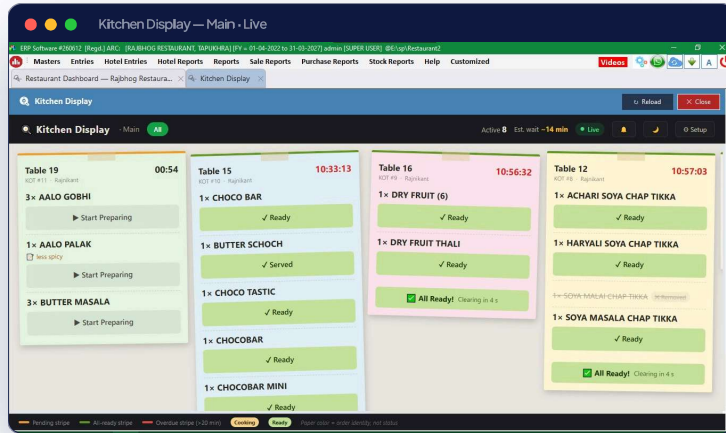 Kitchen Display — Main · Live
ERP Software #260612 [Regd.] ARC: [RAJBHOG RESTAURANT, TAPUKHRA] [FY = 01-04-2022 to 31-03-2027] admin [SUPER USER] @E:\sp\Restaurant2
Masters Entries Hotel Entries Hotel Reports Reports Sale Reports Purchase Reports Stock Reports Help Customized Videos A
Restaurant Dashboard — Rajbhog Restaura... × Kitchen Display ×
Kitchen Display Reload × Close
Kitchen Display · Main All Active 8 Est. wait ~14 min Live Setup
Table 19 00:54
KOT #11 · Rajnikant
3× AALO GOBHI
▶ Start Preparing
1× AALO PALAK
less spicy
▶ Start Preparing
3× BUTTER MASALA
▶ Start Preparing
Table 15 10:33:13
KOT #10 · Rajnikant
1× CHOCO BAR
✓ Ready
1× BUTTER SCHOCH
✓ Served
1× CHOCO TASTIC
✓ Ready
1× CHOCOBAR
✓ Ready
1× CHOCOBAR MINI
✓ Ready
Table 16 10:56:32
KOT #9 · Rajnikant
1× DRY FRUIT (6)
✓ Ready
1× DRY FRUIT THALI
✓ Ready
All Ready! Clearing in 4 s
Table 12 10:57:03
KOT #8 · Rajnikant
1× ACHARI SOYA CHAP TIKKA
✓ Ready
1× HARYALI SOYA CHAP TIKKA
✓ Ready
1× SOYA MALAI CHAP TIKKA × Removed
1× SOYA MASALA CHAP TIKKA
✓ Ready
All Ready! Clearing in 4 s
Pending stripe All-ready stripe Overdue stripe (>20 min) Cooking Ready Paper color = order identity, not status